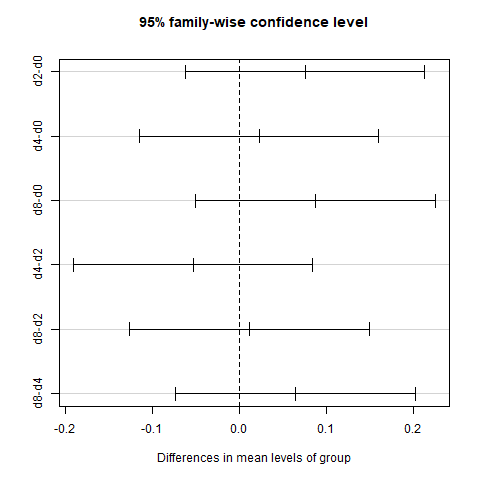 95% family-wise confidence level
d2-d0
d4-d0
d8-d0
d4-d2
d8-d2
d8-d4
-0.2 -0.1 0.0 0.1 0.2
Differences in mean levels of group